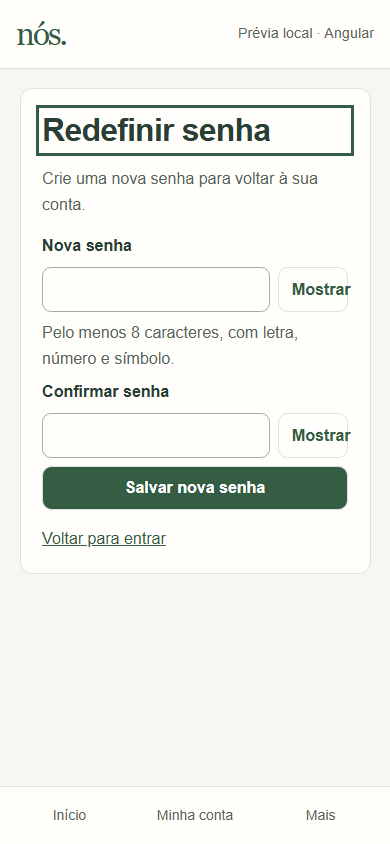 nós.
Prévia local · Angular
Redefinir senha
Crie uma nova senha para voltar à sua
conta.
Nova senha
Mostrar
Pelo menos 8 caracteres, com letra,
número e símbolo.
Confirmar senha
Mostrar
Salvar nova senha
Voltar para entrar
Início
Minha conta
Mais